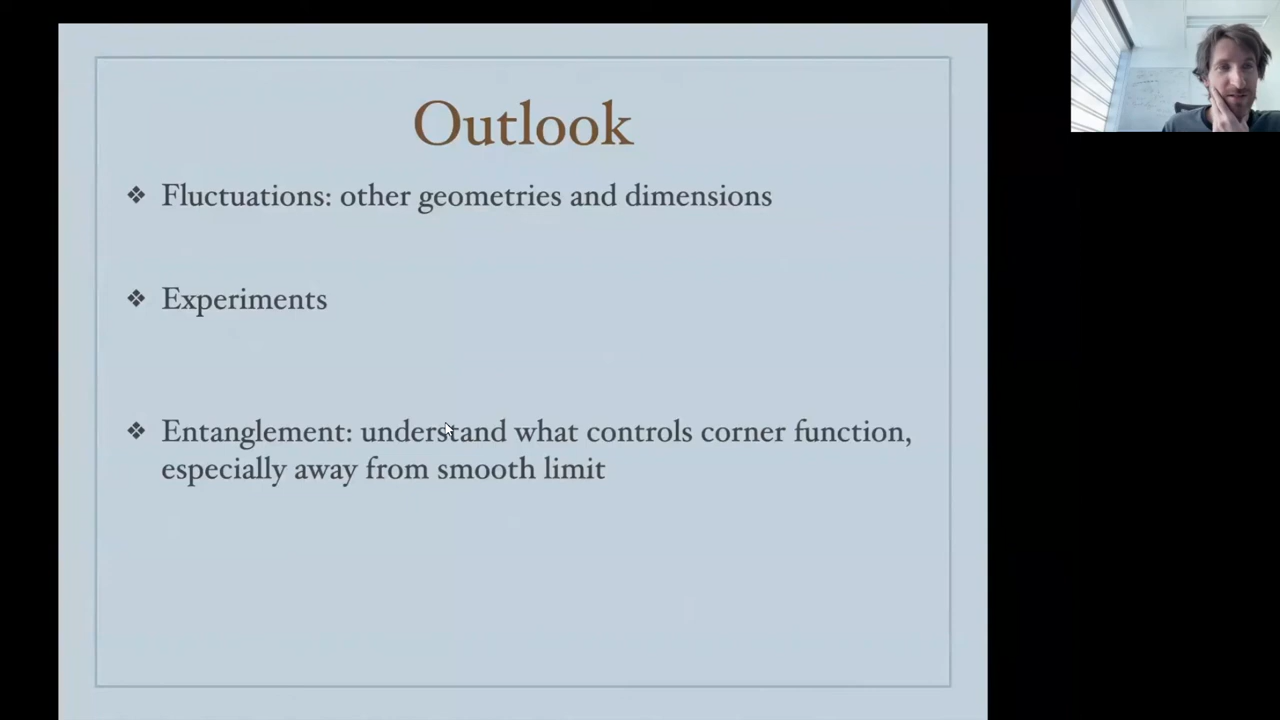 Outlook
❖ Fluctuations: other geometries and dimensions
❖ Experiments
❖ Entanglement: understand what controls corner function,
especially away from smooth limit